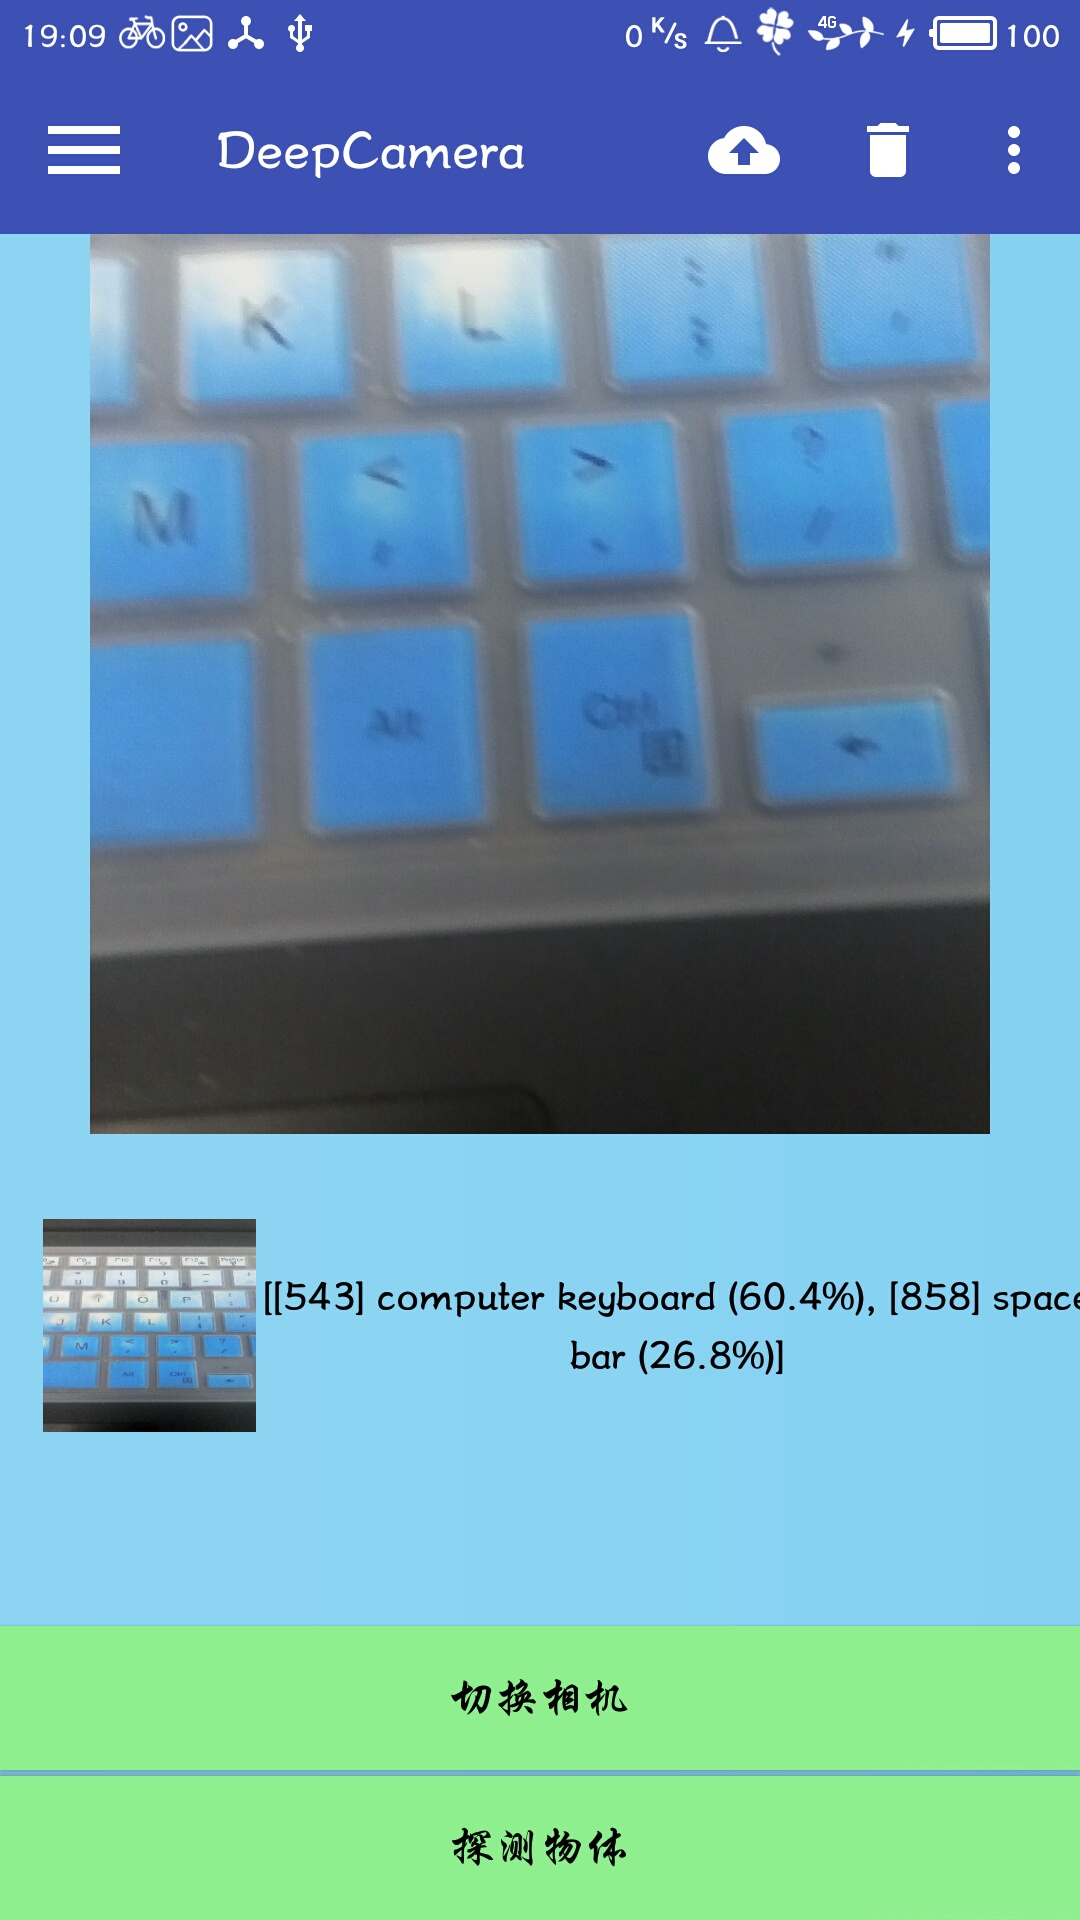 19:09
0 K/s
4G
100
DeepCamera
K
L
M
<
>
?
/
Alt
Ctrl
[[543] computer keyboard (60.4%), [858] space
bar (26.8%)]
切换相机
探测物体